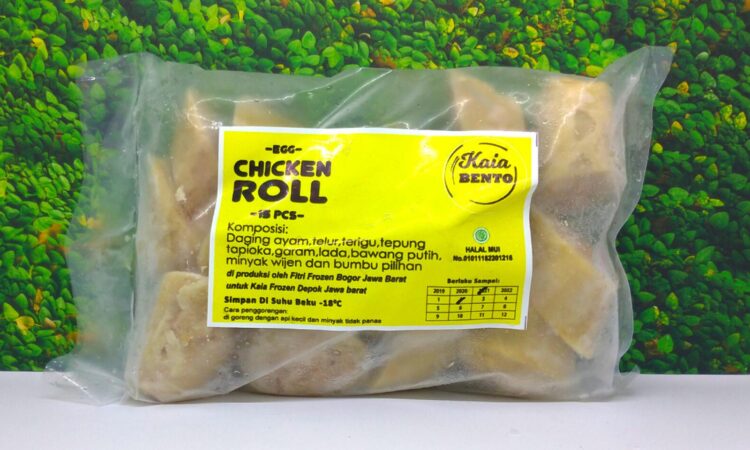 -EGG-
CHICKEN
ROLL
-15 PCS-
Kaia
BENTO
Komposisi:
Daging ayam,telur,terigu,tepung
tapioka,garam,lada,bawang putih,
minyak wijen dan bumbu pilihan
di produksi oleh Fitri Frozen Bogor Jawa Barat
untuk Kaia Frozen Depok Jawa barat
Simpan Di Suhu Beku -18°C
Cara penggorengan:
di goreng dengan api kecil dan minyak tidak panas
HALAL MUI
No.01011182301218
Berlaku Sampai:
2019 2020 2021 2022
1 3 4
5 6 7 8
9 10 11 12